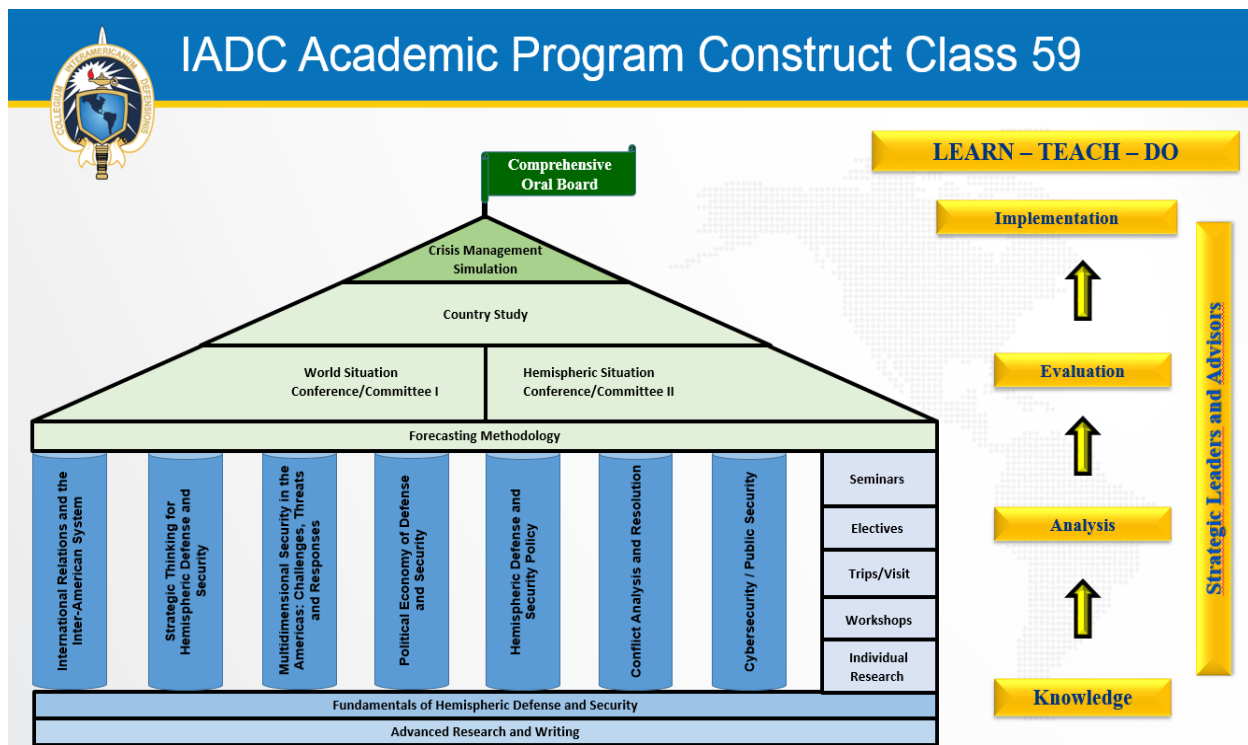 IADC Academic Program Construct Class 59
COLLEGIUM INTERAMERICANUM DEFENSIONIS
LEARN – TEACH – DO
Comprehensive
Oral Board
Crisis Management
Simulation
Country Study
World Situation
Conference/Committee I
Hemispheric Situation
Conference/Committee II
Forecasting Methodology
International Relations and the
Inter-American System
Strategic Thinking for
Hemispheric Defense and
Security
Multidimensional Security in the
Americas: Challenges, Threats
and Responses
Political Economy of Defense
and Security
Hemispheric Defense and
Security Policy
Conflict Analysis and Resolution
Cybersecurity / Public Security
Seminars
Electives
Trips/Visit
Workshops
Individual
Research
Fundamentals of Hemispheric Defense and Security
Advanced Research and Writing
Implementation
Evaluation
Analysis
Knowledge
Strategic Leaders and Advisors